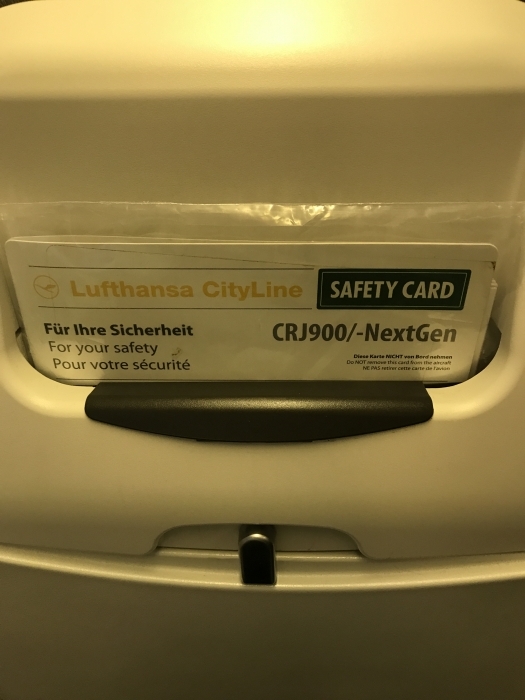 Lufthansa CityLine SAFETY CARD
Für Ihre Sicherheit
For your safety
Pour votre sécurité
CRJ900/-NextGen
Diese Karte NICHT von Bord nehmen
Do NOT remove this card from the aircraft
NE PAS retirer cette carte de l'avion